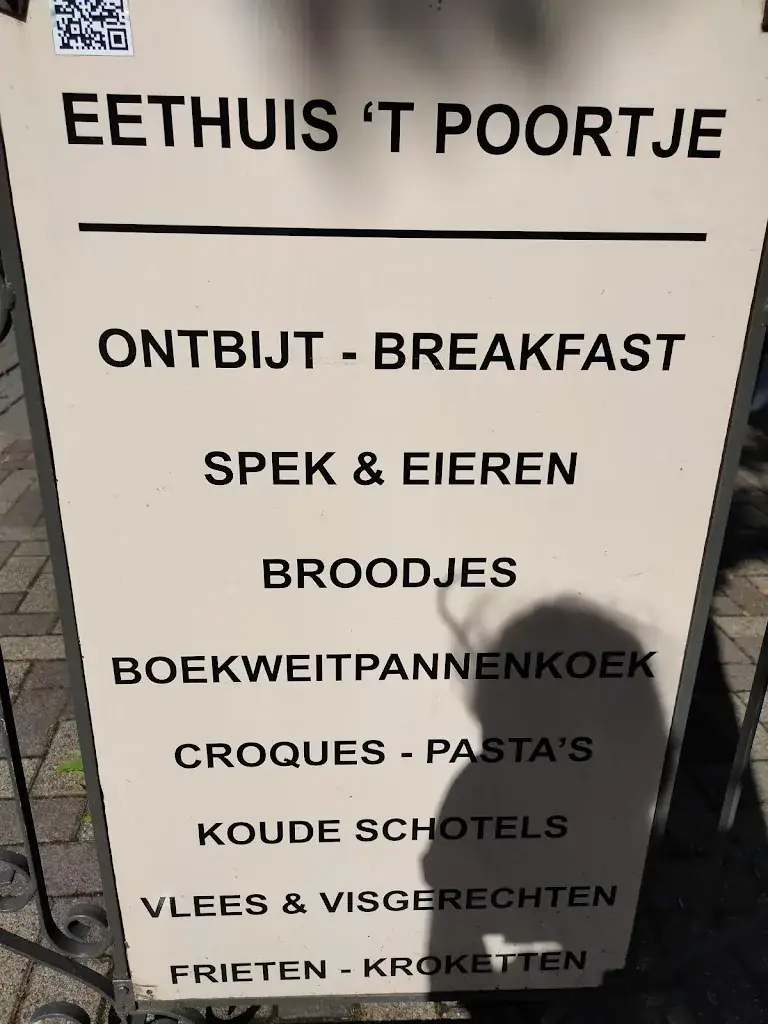 EETHUIS ‘T POORTJE
ONTBIJT - BREAKFAST
SPEK & EIEREN
BROODJES
BOEKWEITPANNENKOEK
CROQUES - PASTA’S
KOUDE SCHOTELS
VLEES & VISGERECHTEN
FRIETEN - KROKETTEN